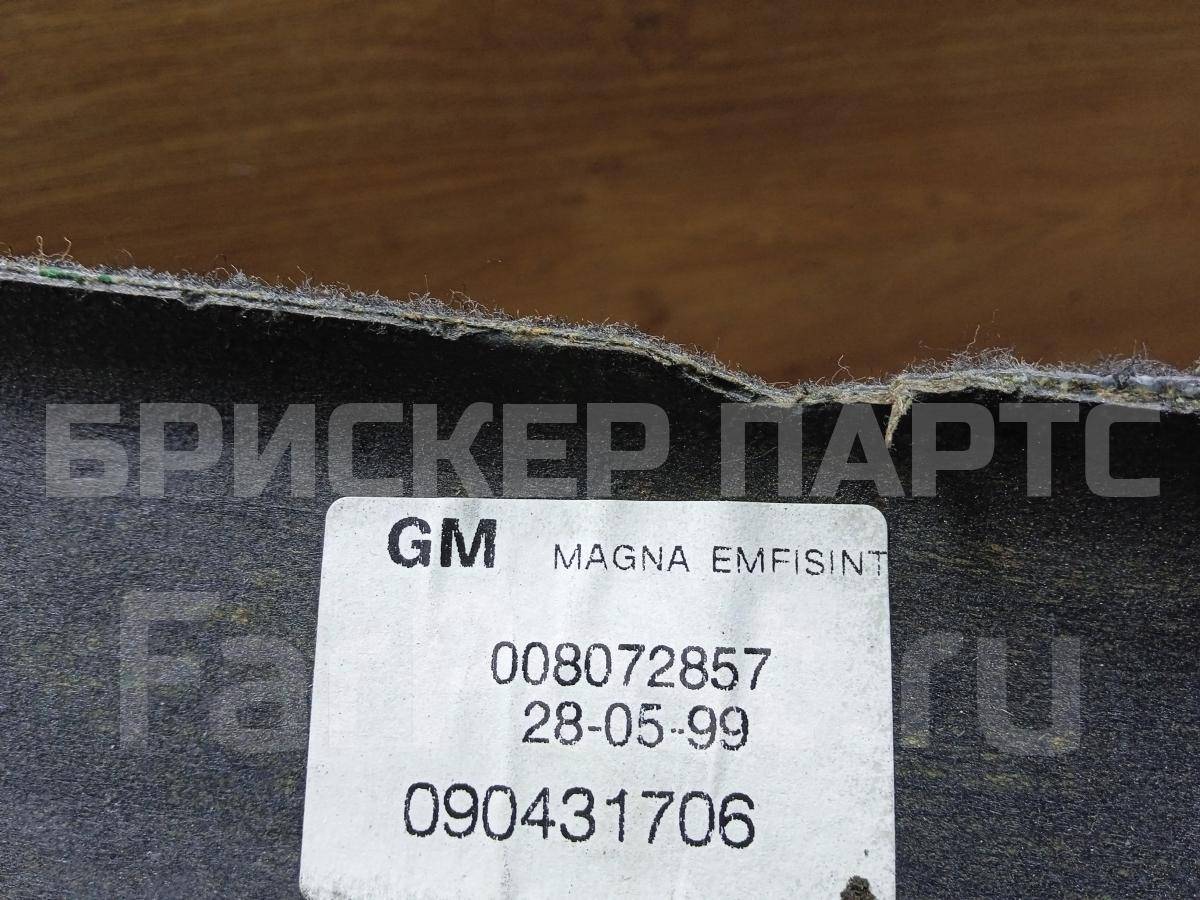 БРИСКЕР ПАРТС
GM MAGNA EMFISINT
008072857
28-05-99
090431706